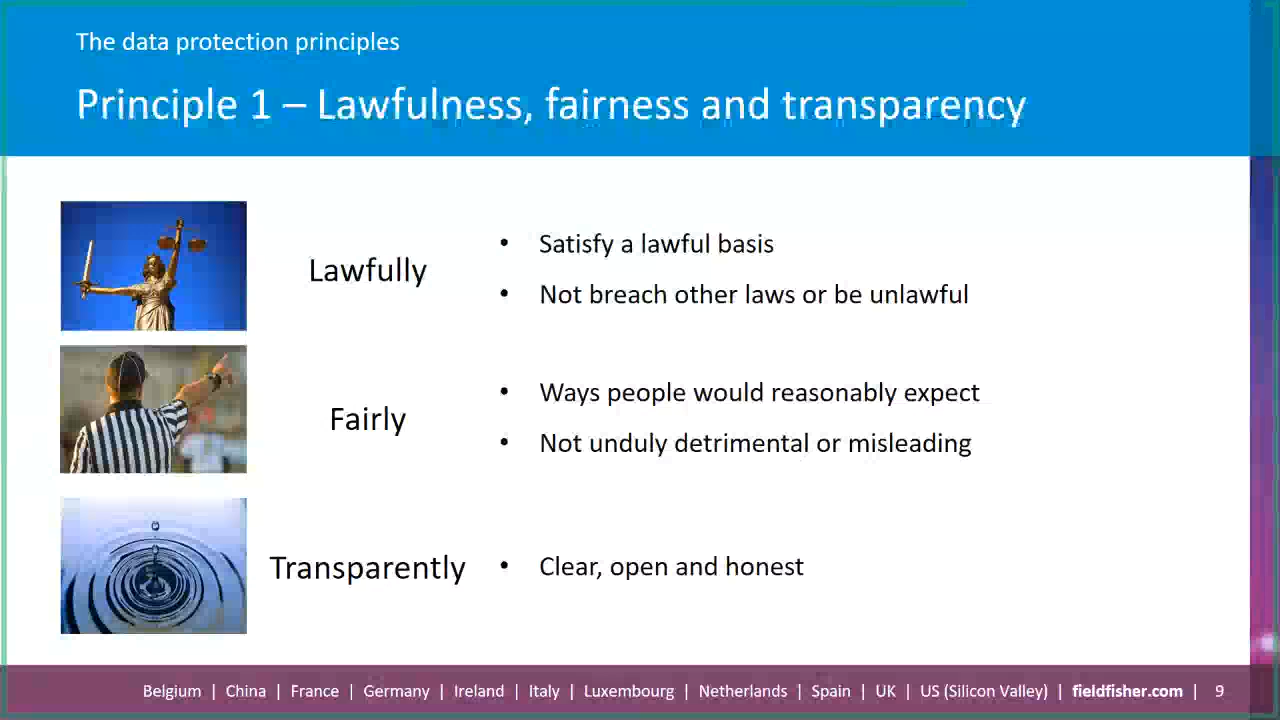 The data protection principles
Principle 1 – Lawfulness, fairness and transparency
Lawfully
• Satisfy a lawful basis
• Not breach other laws or be unlawful
Fairly
• Ways people would reasonably expect
• Not unduly detrimental or misleading
Transparently
• Clear, open and honest
Belgium | China | France | Germany | Ireland | Italy | Luxembourg | Netherlands | Spain | UK | US (Silicon Valley) | fieldfisher.com | 9